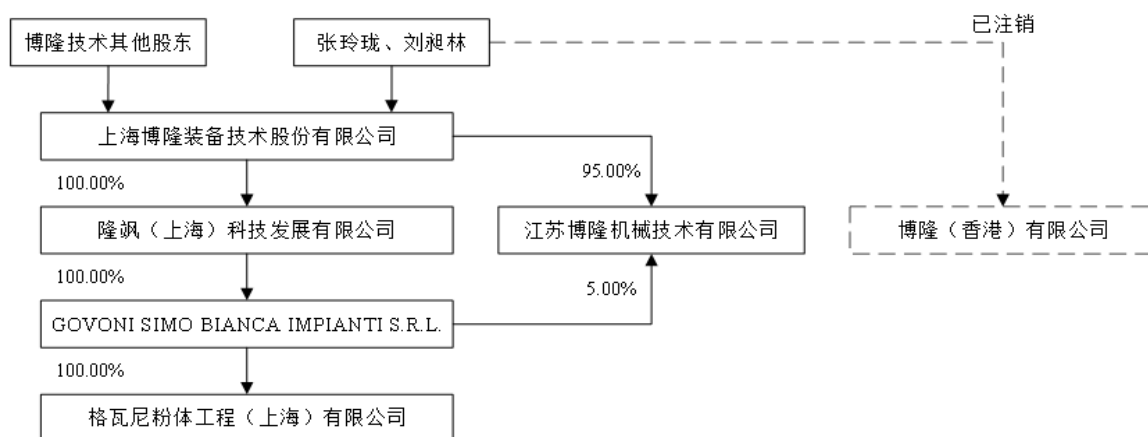 已注销
博隆技术其他股东
张玲珑、刘昶林
上海博隆装备技术股份有限公司
100.00%
95.00%
隆飒（上海）科技发展有限公司
江苏博隆机械技术有限公司
博隆（香港）有限公司
100.00%
5.00%
GOVONI SIMO BIANCA IMPIANTI S.R.L.
100.00%
格瓦尼粉体工程（上海）有限公司